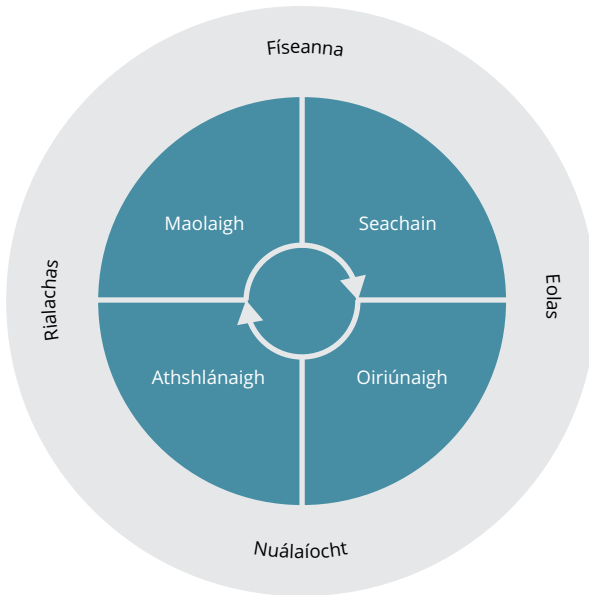 Físeanna
Maolaigh
Seachain
Rialachas
Eolas
Athshlánaigh
Oiriúnaigh
Nuálaíocht